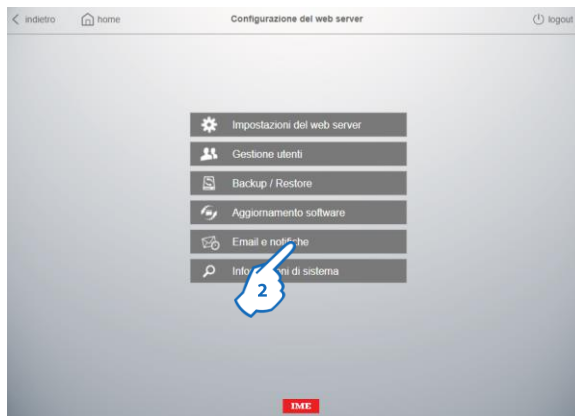 indietro home Configurazione del web server logout
Impostazioni del web server
Gestione utenti
Backup / Restore
Aggiornamento software
Email e notifiche
di sistema
2
IME